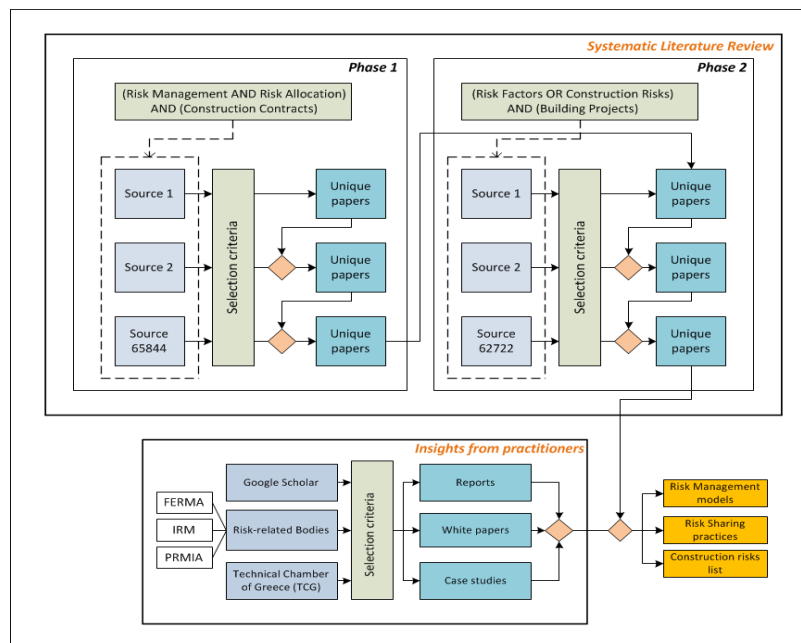 Systematic Literature Review
Phase 1
(Risk Management AND Risk Allocation)
AND (Construction Contracts)
Source 1
Source 2
Source
65844
Selection criteria
Unique
papers
Unique
papers
Unique
papers
Phase 2
(Risk Factors OR Construction Risks)
AND (Building Projects)
Source 1
Source 2
Source
62722
Selection criteria
Unique
papers
Unique
papers
Unique
papers
Insights from practitioners
FERMA
IRM
PRMIA
Google Scholar
Risk-related Bodies
Technical Chamber
of Greece (TCG)
Selection criteria
Reports
White papers
Case studies
Risk Management
models
Risk Sharing
practices
Construction risks
list